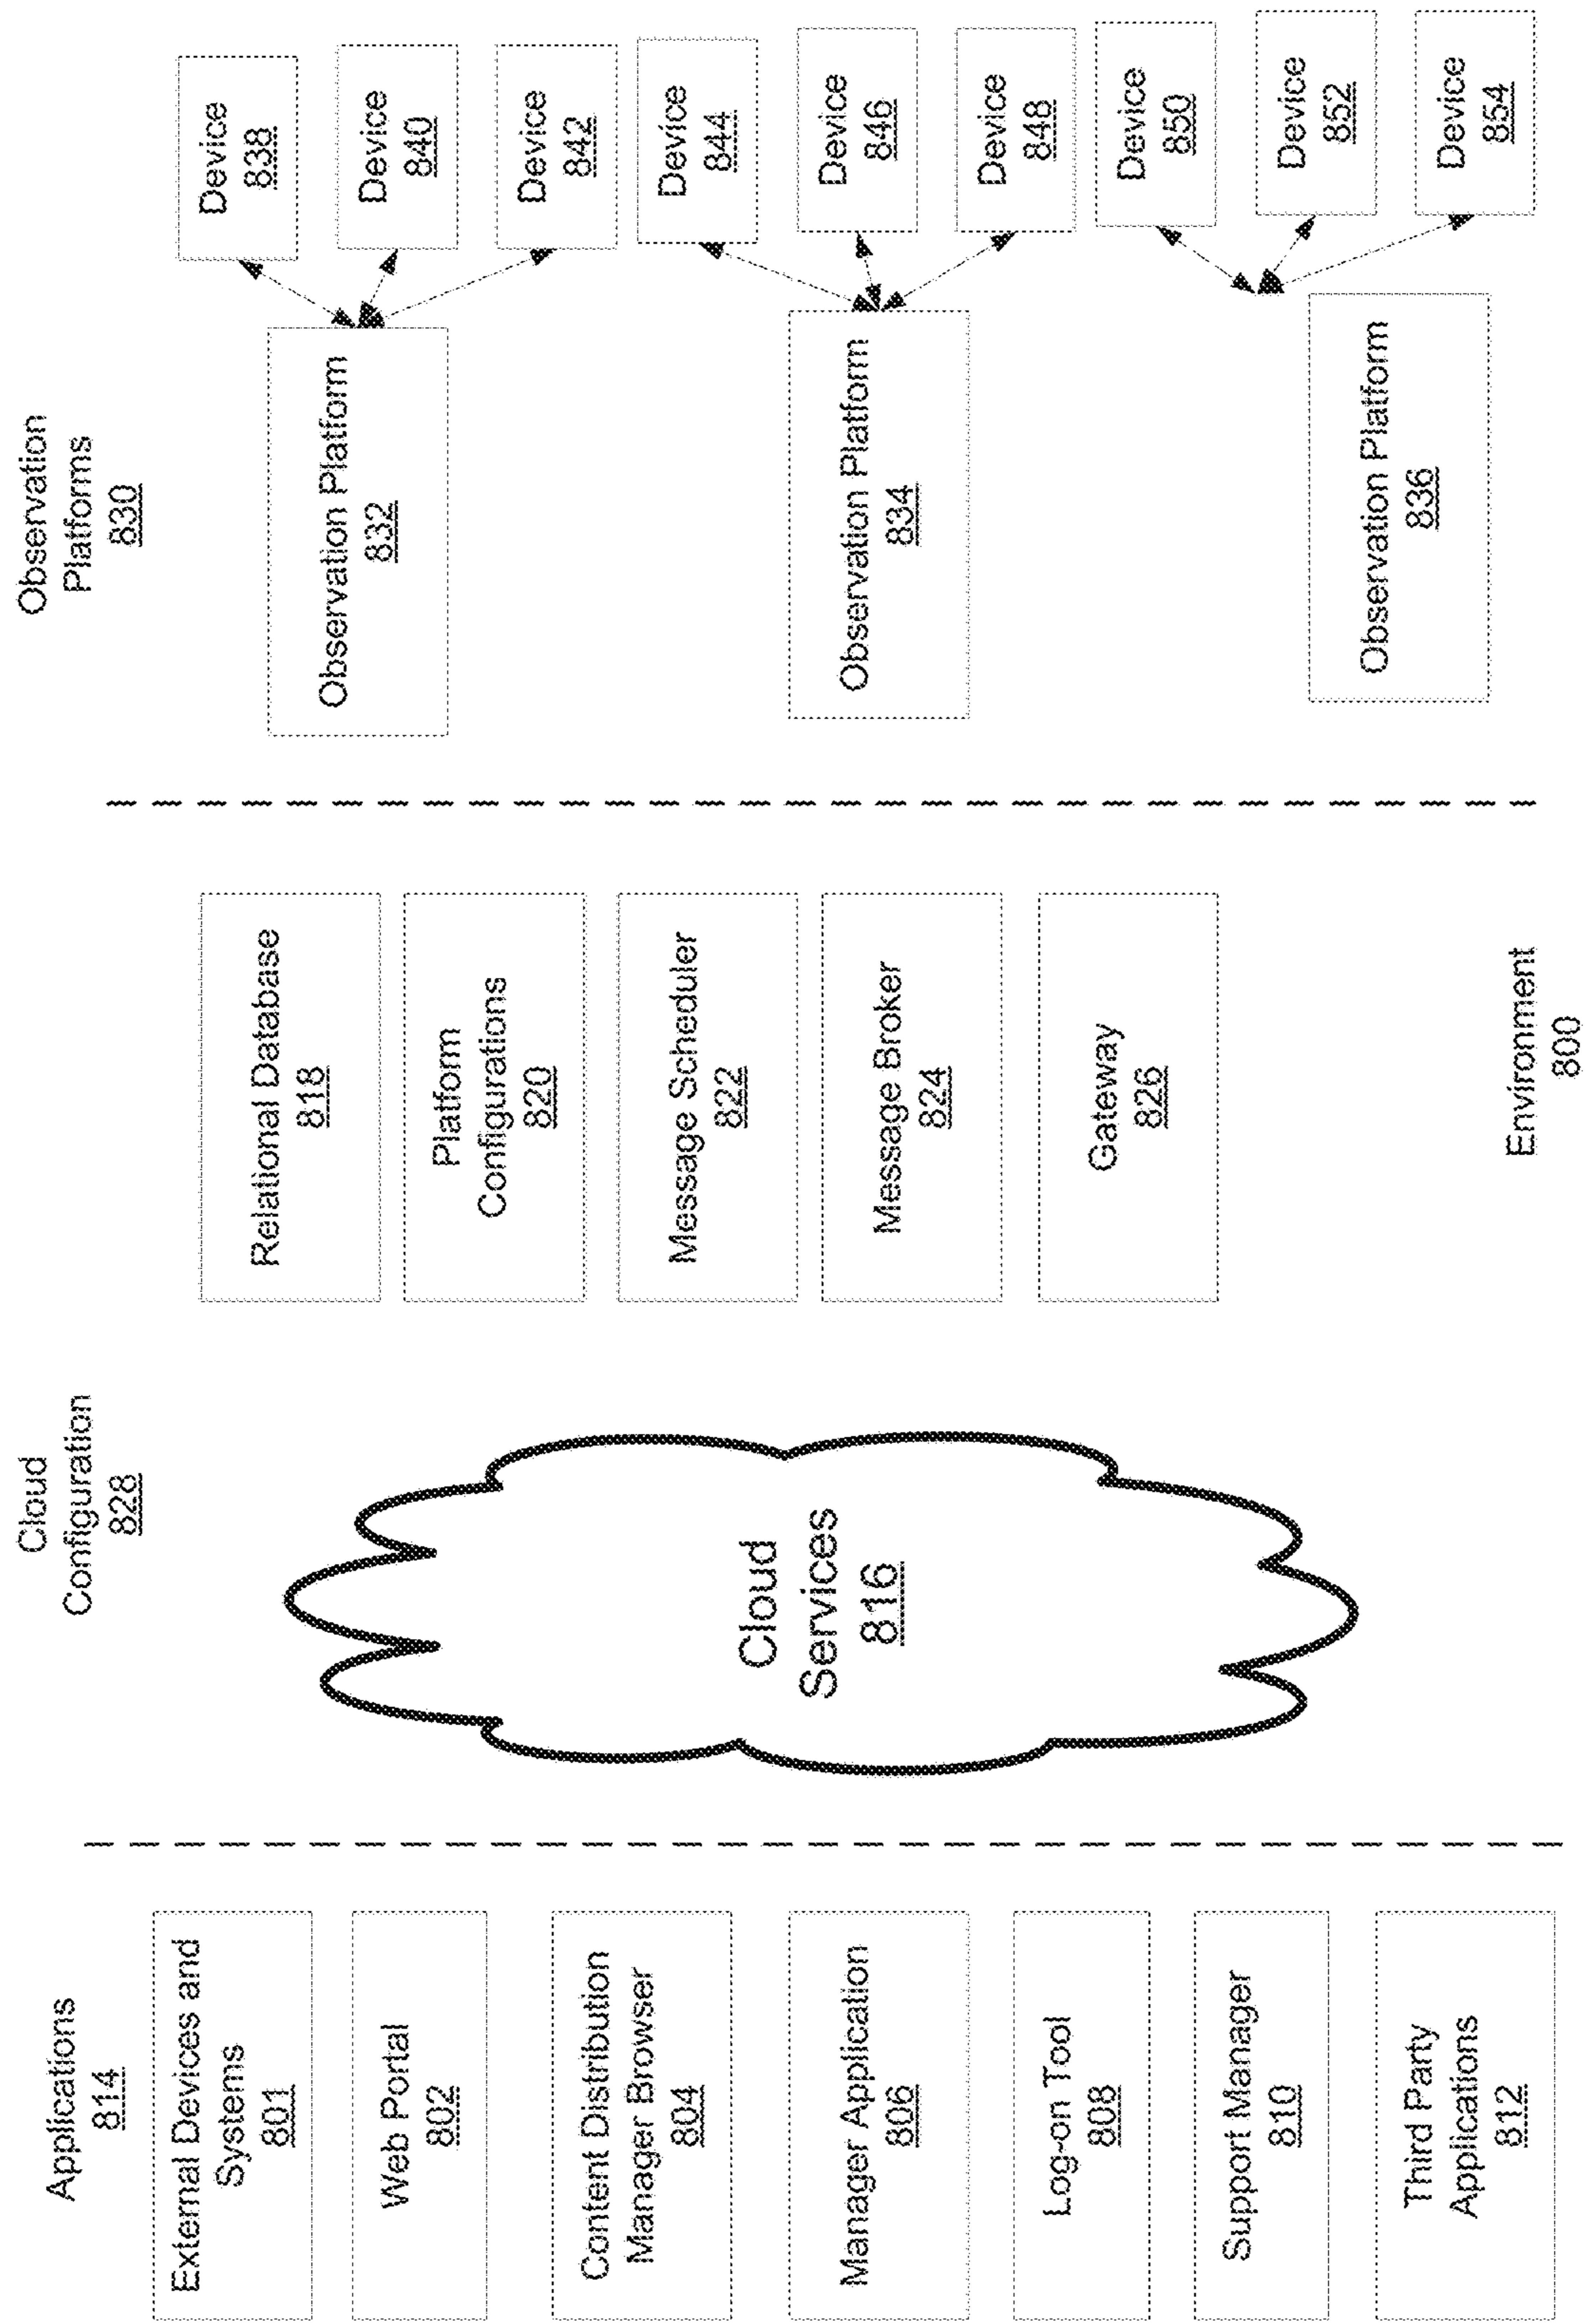 Applications
814
External Devices and
Systems
801
Web Portal
802
Content Distribution
Manager Browser
804
Manager Application
806
Log-on Tool
808
Support Manager
810
Third Party
Applications
812
Cloud
Configuration
828
Cloud
Services
816
Relational Database
818
Platform
Configurations
820
Message Scheduler
822
Message Broker
824
Gateway
826
Environment
800
Observation
Platforms
830
Observation Platform
832
Observation Platform
834
Observation Platform
836
Device
838
Device
840
Device
842
Device
844
Device
846
Device
848
Device
850
Device
852
Device
854